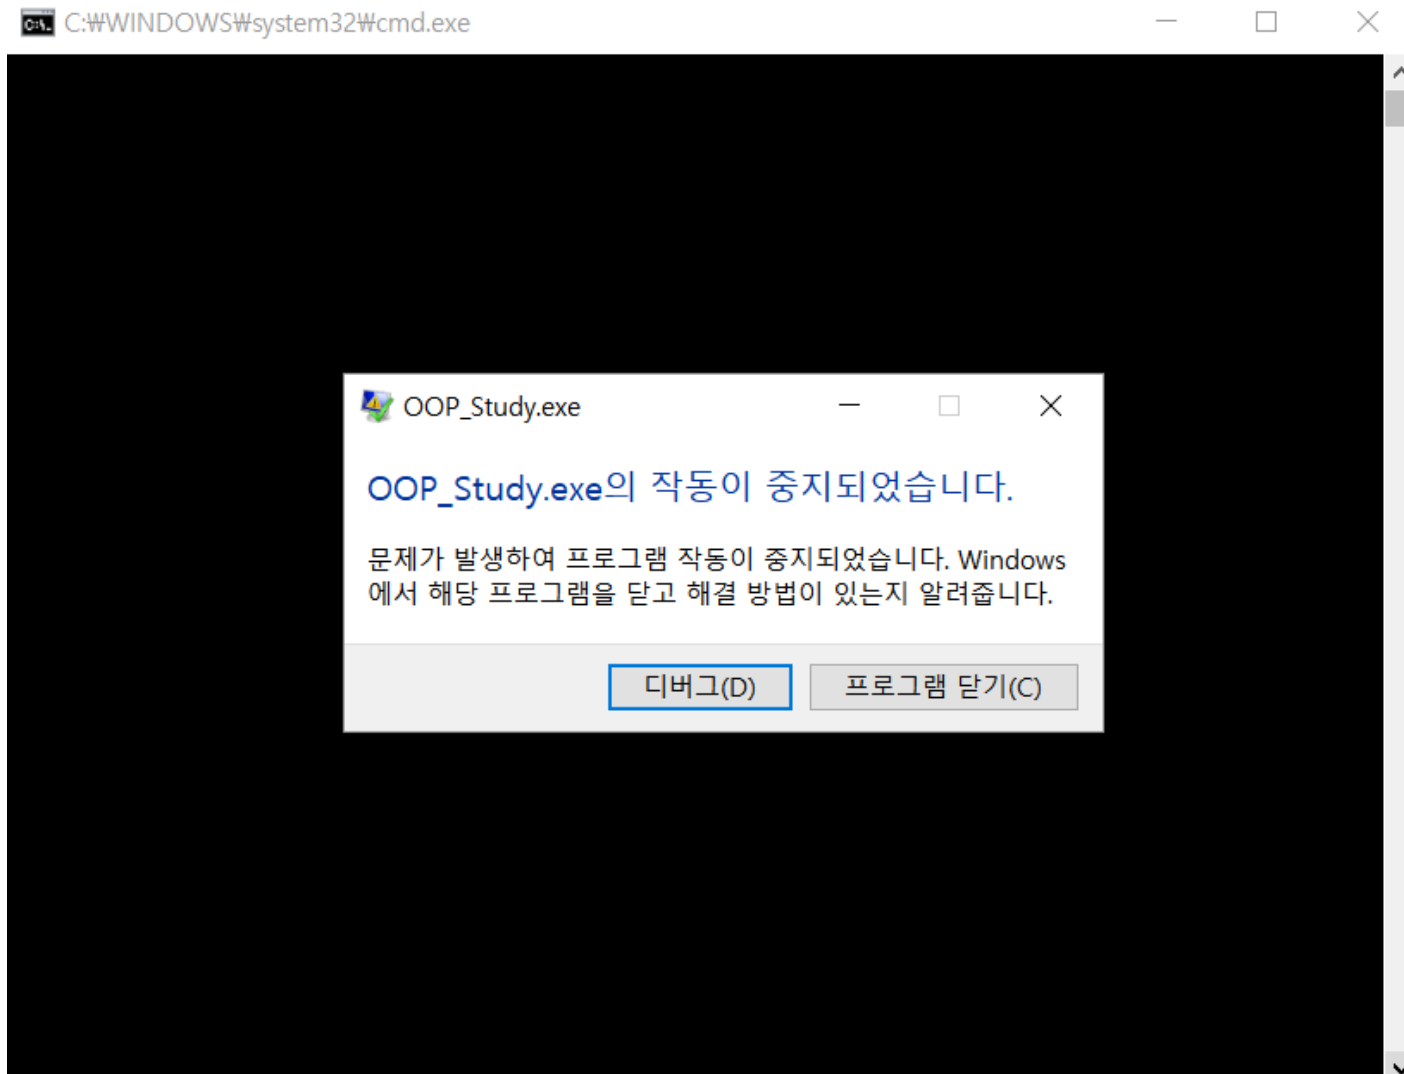 C:₩WINDOWS₩system32₩cmd.exe
OOP_Study.exe
OOP_Study.exe의 작동이 중지되었습니다.
문제가 발생하여 프로그램 작동이 중지되었습니다. Windows
에서 해당 프로그램을 닫고 해결 방법이 있는지 알려줍니다.
디버그(D) 프로그램 닫기(C)